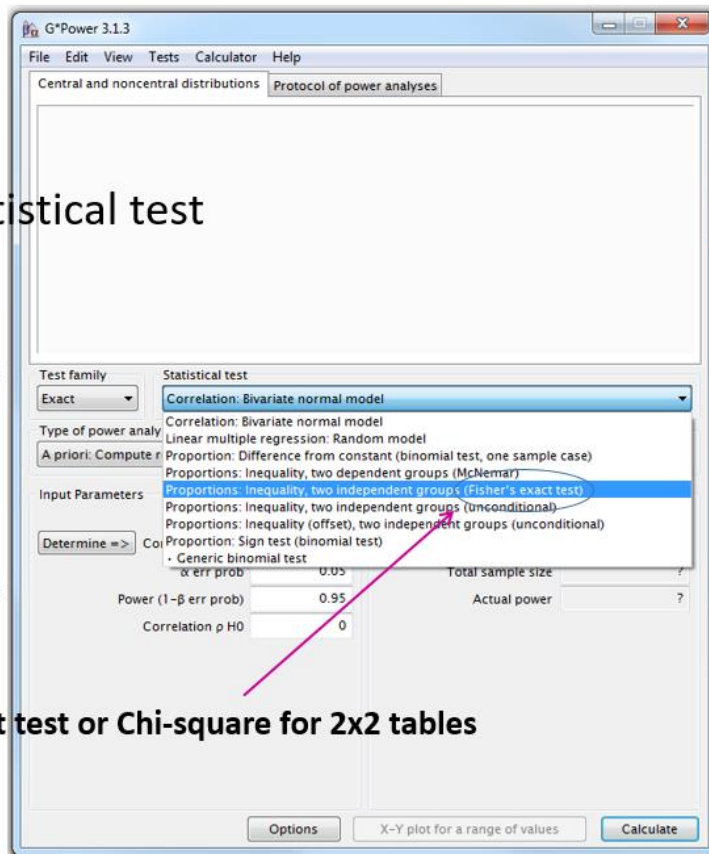 G*Power 3.1.3
File Edit View Tests Calculator Help
Central and noncentral distributions Protocol of power analyses
tistical test
Test family Statistical test
Exact Correlation: Bivariate normal model
Type of power analy
Correlation: Bivariate normal model
Linear multiple regression: Random model
A priori: Compute r
Proportion: Difference from constant (binomial test, one sample case)
Proportions: Inequality, two dependent groups (McNemar)
Input Parameters
Proportions: Inequality, two independent groups (Fisher's exact test)
Proportions: Inequality, two independent groups (unconditional)
Proportions: Inequality (offset), two independent groups (unconditional)
Determine => Co
Proportion: Sign test (binomial test)
· Generic binomial test
α err prob 0.05 Total sample size ?
Power (1-β err prob) 0.95 Actual power ?
Correlation ρ H0 0
t test or Chi-square for 2x2 tables
Options X-Y plot for a range of values Calculate